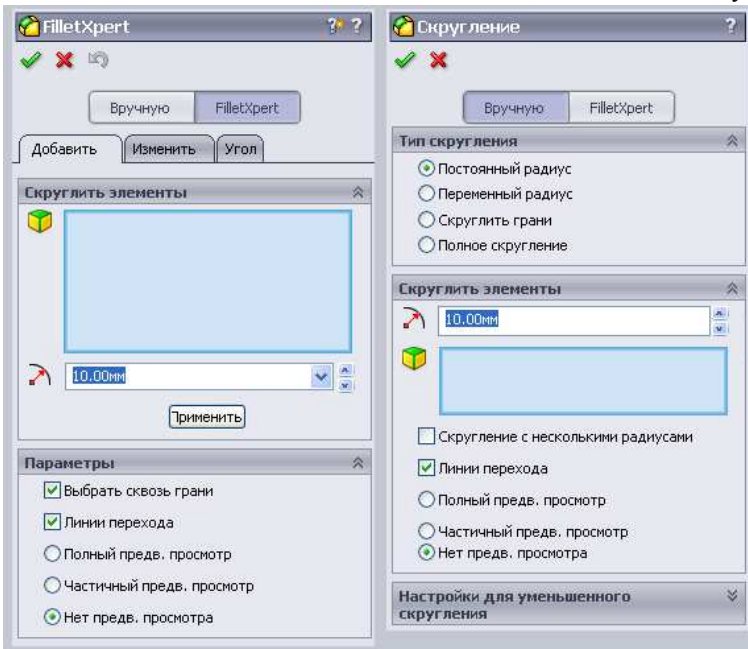 FilletXpert
? ?
Вручную
FilletXpert
Добавить
Изменить
Угол
Скруглить элементы
10.00мм
Применить
Параметры
Выбрать сквозь грани
Линии перехода
Полный предв. просмотр
Частичный предв. просмотр
Нет предв. просмотра
Скругление
?
Вручную
FilletXpert
Тип скругления
Постоянный радиус
Переменный радиус
Скруглить грани
Полное скругление
Скруглить элементы
10.00мм
Скругление с несколькими радиусами
Линии перехода
Полный предв. просмотр
Частичный предв. просмотр
Нет предв. просмотра
Настройки для уменьшенного
скругления